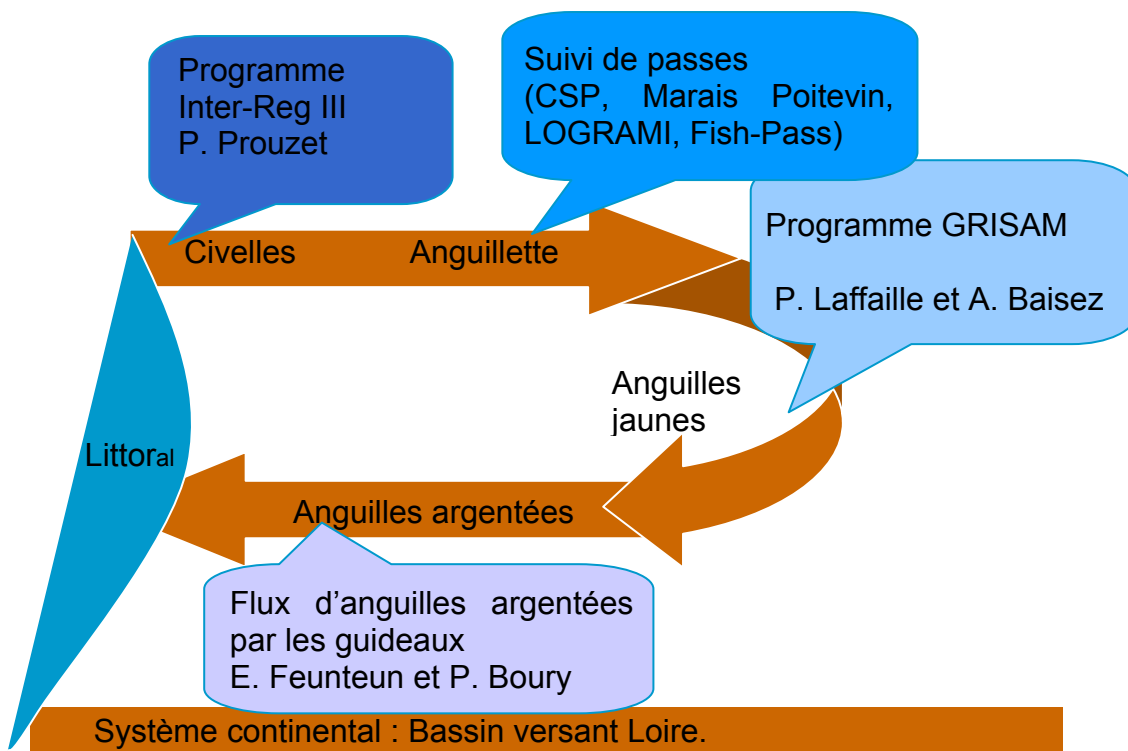 Programme
Inter-Reg III
P. Prouzet
Suivi de passes
(CSP, Marais Poitevin,
LOGRAMI, Fish-Pass)
Programme GRISAM
P. Laffaille et A. Baisez
Civelles
Anguillette
Anguilles
jaunes
Littoral
Anguilles argentées
Flux d'anguilles argentées
par les guideaux
E. Feunteun et P. Boury
Système continental : Bassin versant Loire.